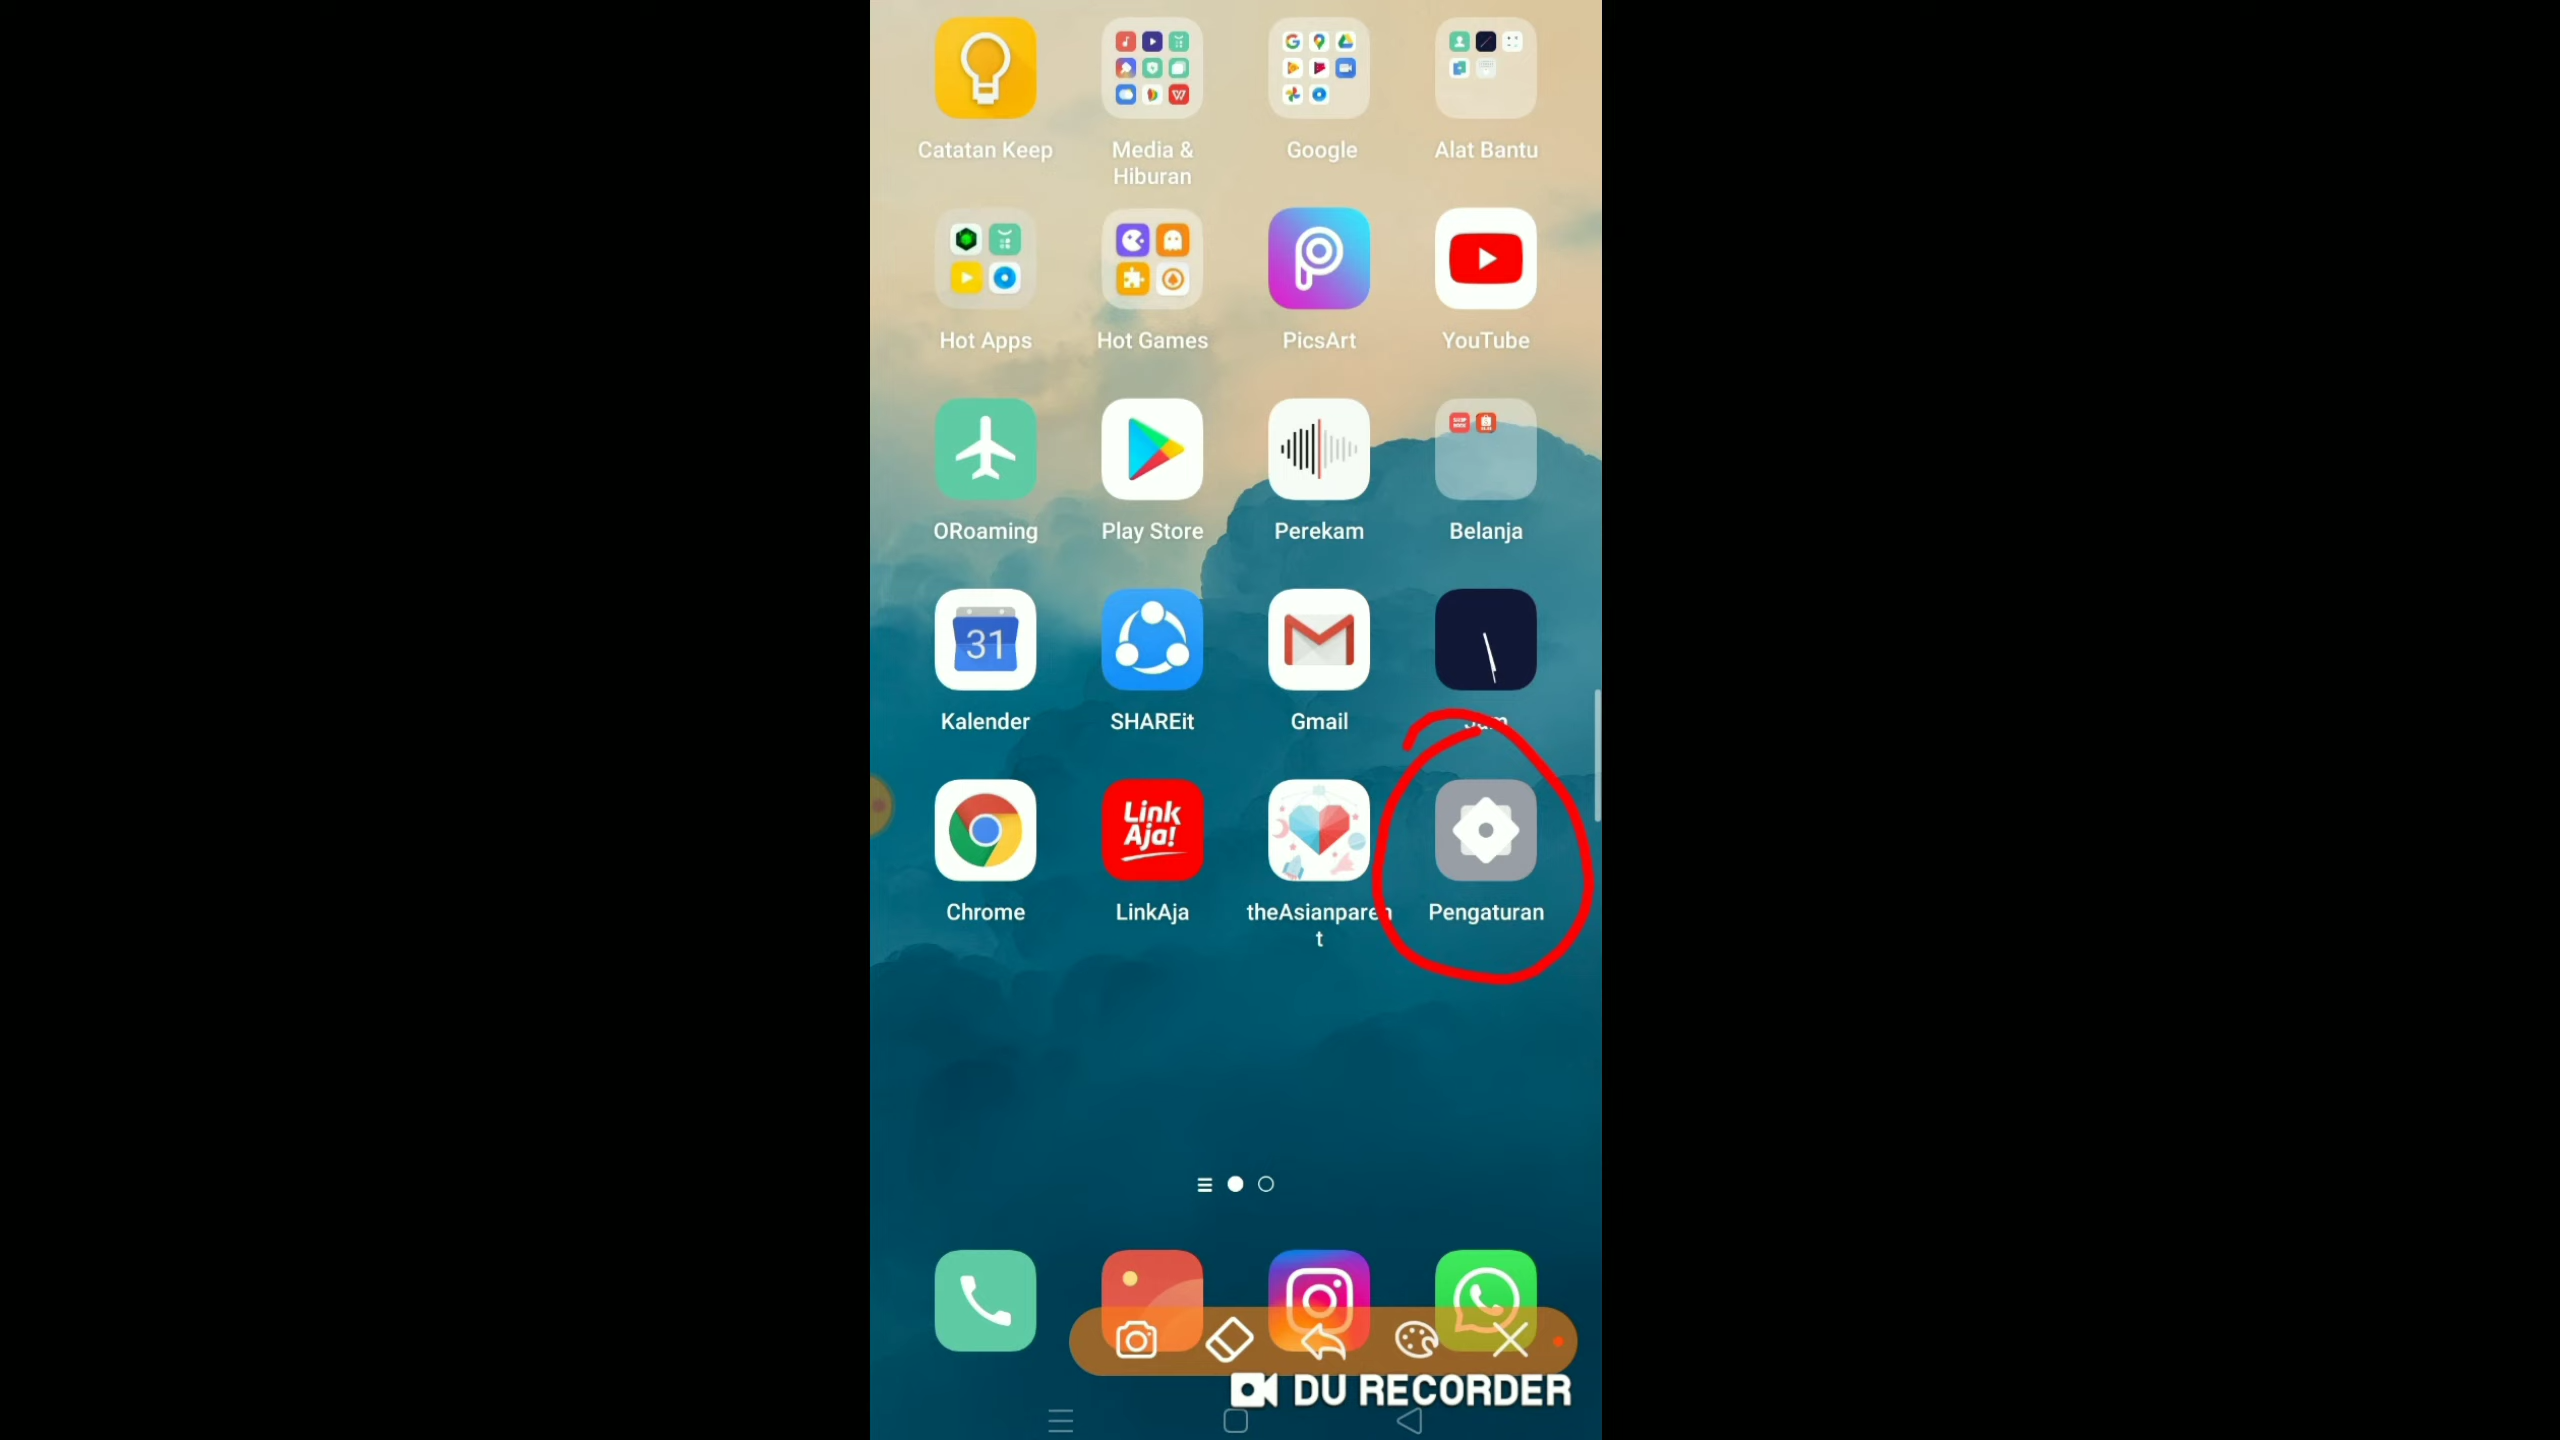 Catatan Keep
Media &
Hiburan
Google
Alat Bantu
Hot Apps
Hot Games
PicsArt
YouTube
ORoaming
Play Store
Perekam
Belanja
31
Kalender
SHAREit
Gmail
Jam
Link
Aja!
Chrome
LinkAja
theAsianparen
t
Pengaturan
DU RECORDER